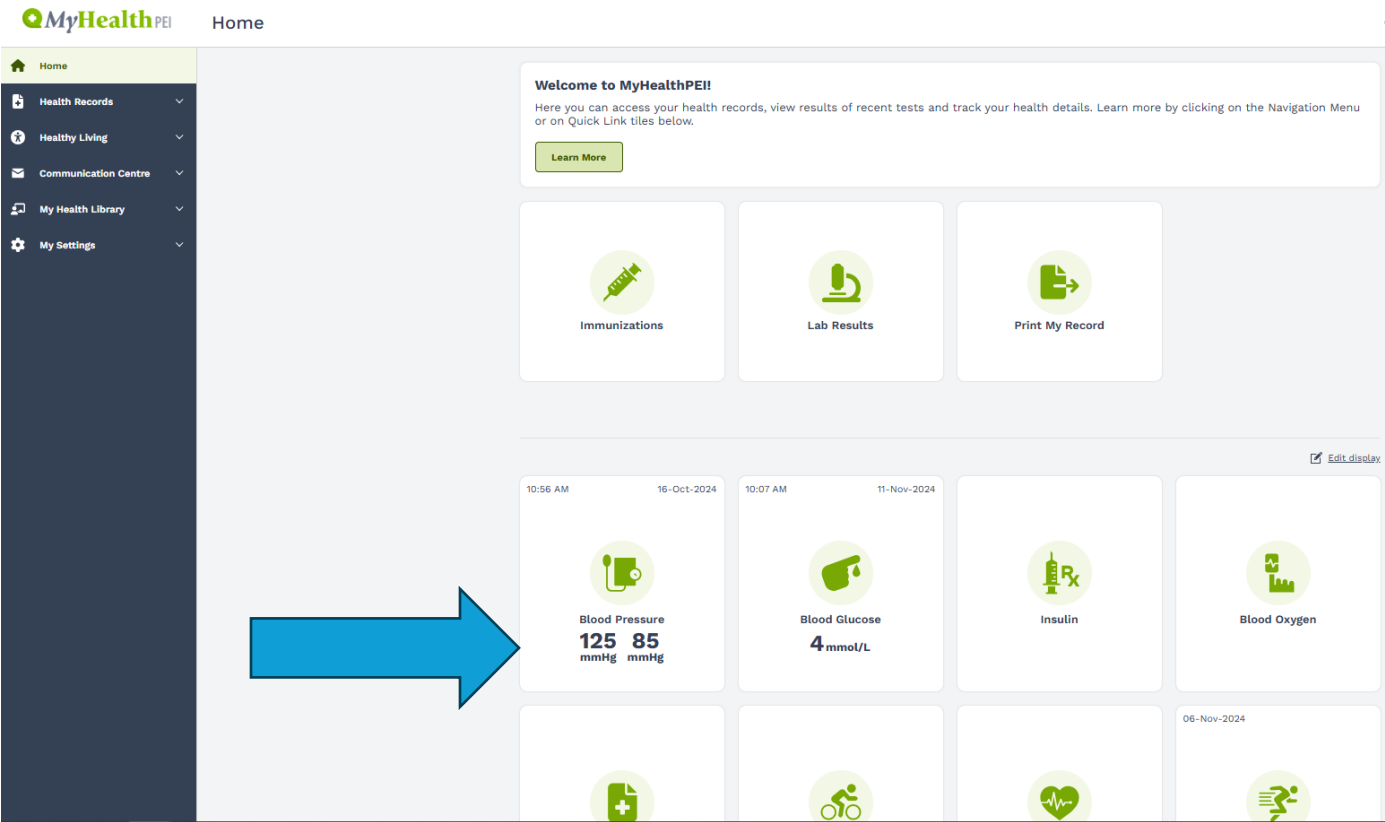 MyHealth PEI
Home
Home
Health Records
Healthy Living
Communication Centre
My Health Library
My Settings
Welcome to MyHealthPEI!
Here you can access your health records, view results of recent tests and track your health details. Learn more by clicking on the Navigation Menu
or on Quick Link tiles below.
Learn More
Immunizations
Lab Results
Print My Record
Edit display
10:56 AM 16-Oct-2024
Blood Pressure
125 85
mmHg mmHg
10:07 AM 11-Nov-2024
Blood Glucose
4 mmol/L
Insulin
Rx
Blood Oxygen
06-Nov-2024